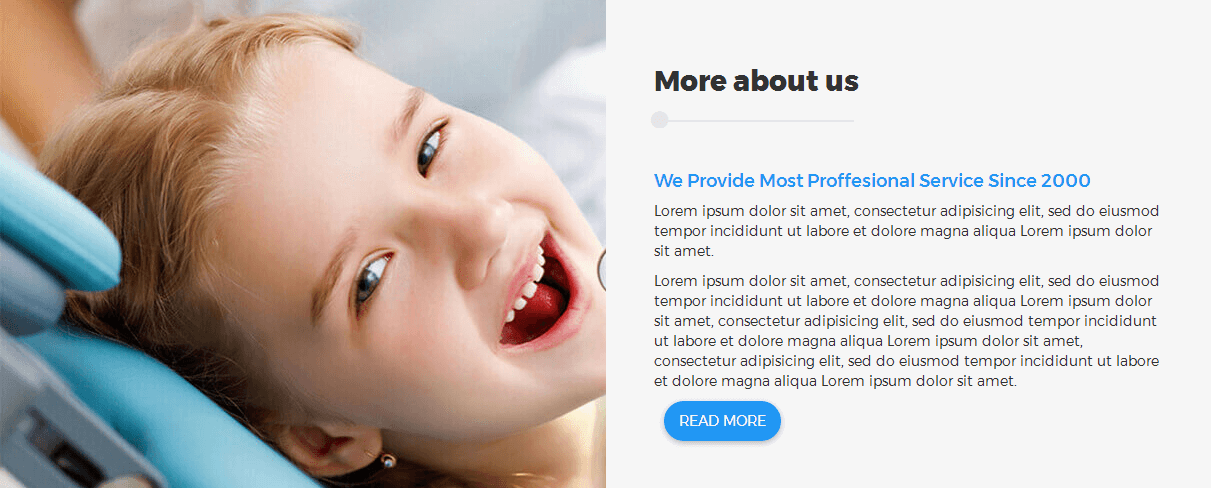 More about us
We Provide Most Proffesional Service Since 2000
Lorem ipsum dolor sit amet, consectetur adipisicing elit, sed do eiusmod
tempor incididunt ut labore et dolore magna aliqua Lorem ipsum dolor
sit amet.
Lorem ipsum dolor sit amet, consectetur adipisicing elit, sed do eiusmod
tempor incididunt ut labore et dolore magna aliqua Lorem ipsum dolor
sit amet, consectetur adipisicing elit, sed do eiusmod tempor incididunt
ut labore et dolore magna aliqua Lorem ipsum dolor sit amet,
consectetur adipisicing elit, sed do eiusmod tempor incididunt ut labore
et dolore magna aliqua Lorem ipsum dolor sit amet.
READ MORE